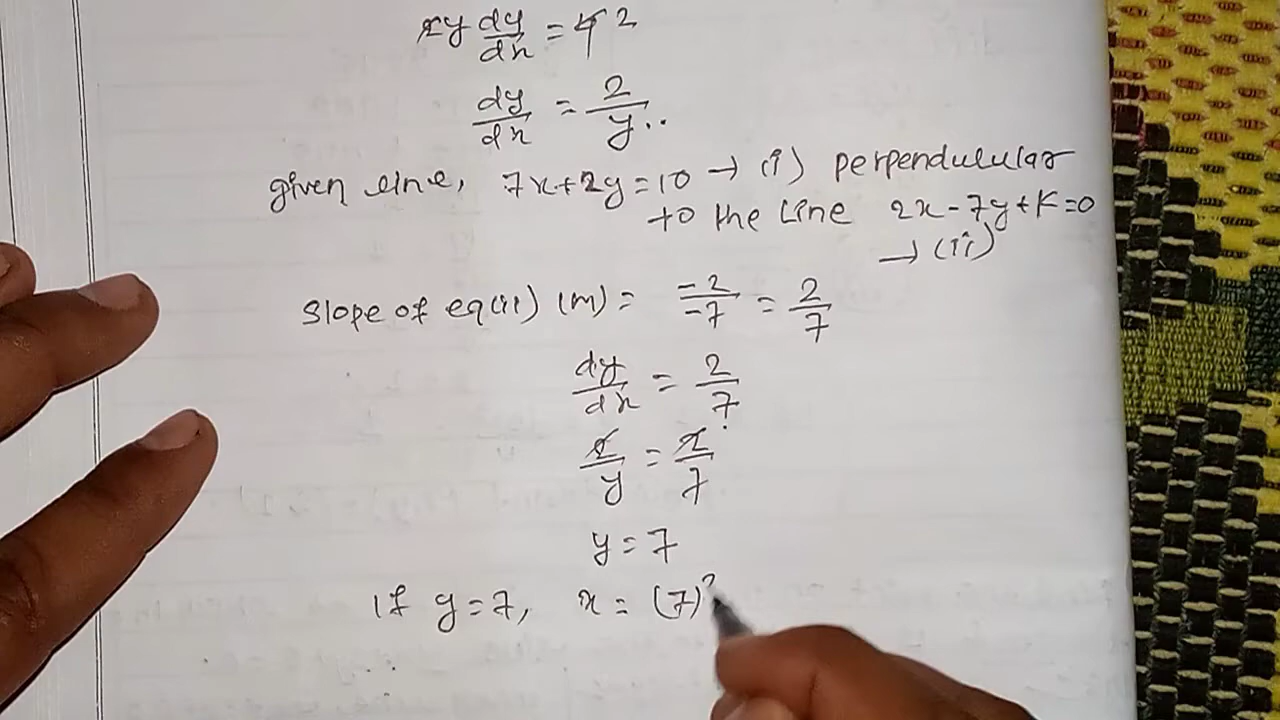 2y dy/dx = 4 2
dy/dx = 2/y..
given line, 7x+2y=10 → (i) perpendulular
to the line 2x-7y+K=0
→ (ii)
slope of eq(ii) (m) = -2/-7 = 2/7
dy/dx = 2/7
2/y = 2/7
y = 7
if y=7, x = (7)²